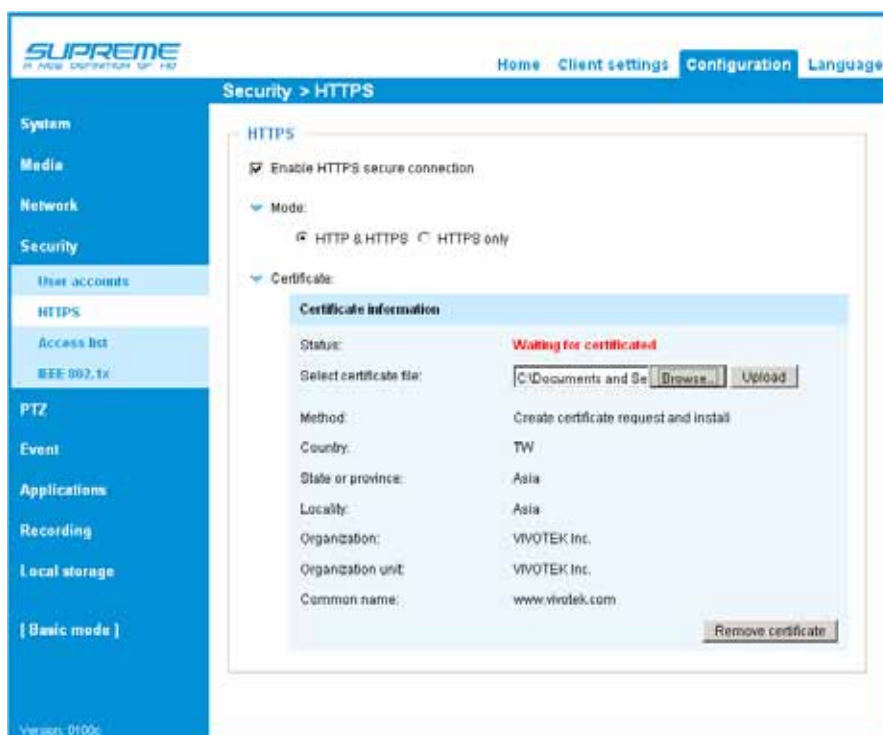 SUPREME
A NEW DEFINITION OF HD
Home Client settings Configuration Language
Security > HTTPS
System
Media
Network
Security
User accounts
HTTPS
Access list
IEEE 802.1x
PTZ
Event
Applications
Recording
Local storage
[ Basic mode ]
Version: 0100c
HTTPS
Enable HTTPS secure connection
Mode:
HTTP & HTTPS HTTPS only
Certificate:
Certificate information
Status: Waiting for certificated
Select certificate file: C:\Documents and Se Browse... Upload
Method: Create certificate request and install
Country: TW
State or province: Asia
Locality: Asia
Organization: VIVOTEK Inc.
Organization unit: VIVOTEK Inc.
Common name: www.vivotek.com
Remove certificate